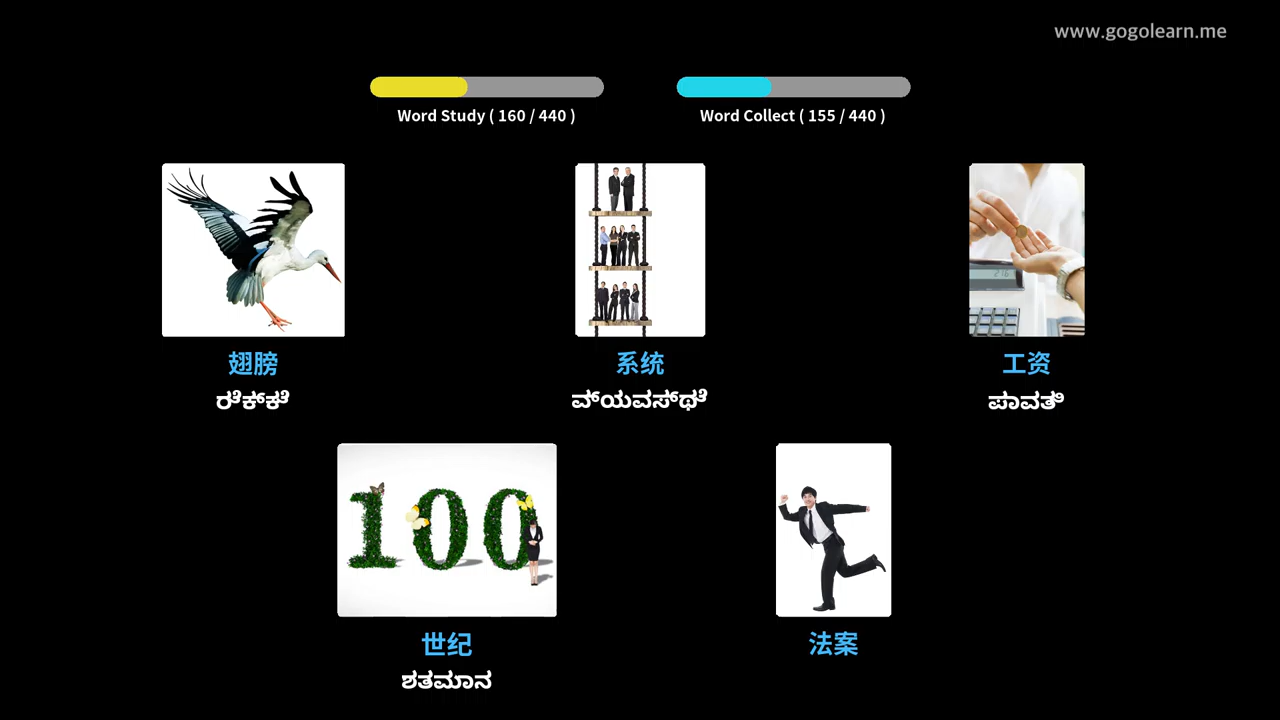 www.gogolearn.me
Word Study ( 160 / 440 )
Word Collect ( 155 / 440 )
翅膀
ರೆಕ್ಕೆ
系统
ವ್ಯವಸ್ಥೆ
工资
ಪಾವತಿ
世纪
ಶತಮಾನ
法案